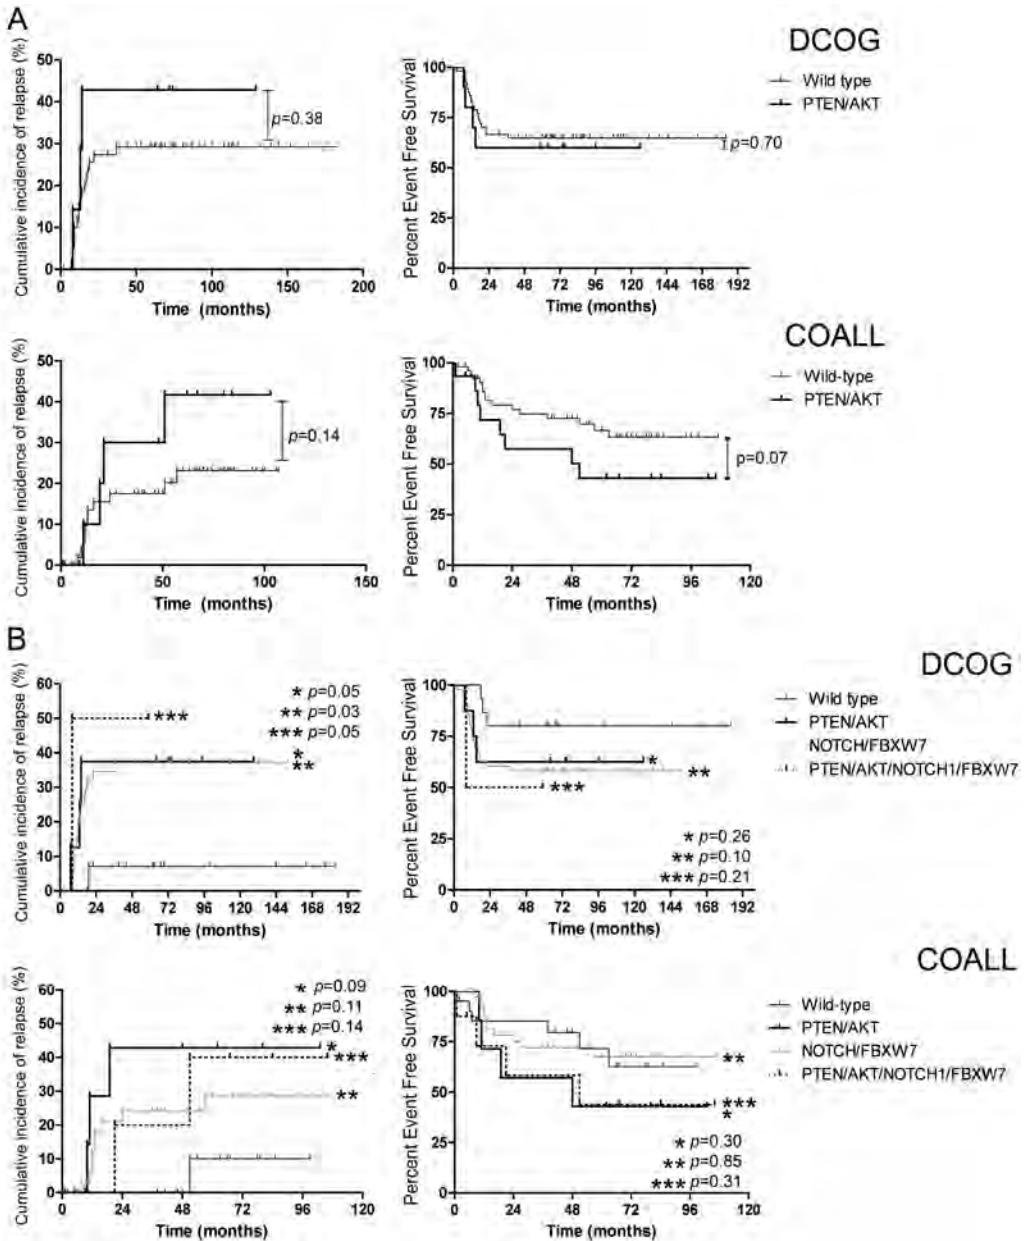 A
DCOG
Cumulative incidence of relapse (%)
50
40
30
20
10
0
p=0.38
0 50 100 150 200
Time (months)
Percent Event Free Survival
100
75
50
25
0
p=0.70
0 24 48 72 96 120 144 168 192
Time (months)
Wild type
PTEN/AKT
COALL
Cumulative incidence of relapse (%)
50
40
30
20
10
0
p=0.14
0 50 100 150
Time (months)
Percent Event Free Survival
100
75
50
25
0
p=0.07
0 24 48 72 96 120
Time (months)
Wild-type
PTEN/AKT
B
DCOG
Cumulative incidence of relapse (%)
60
50
40
30
20
10
0
* p=0.05
** p=0.03
*** p=0.05
***
*
**
0 24 48 72 96 120 144 168 192
Time (months)
Percent Event Free Survival
100
75
50
25
0
*
**
***
* p=0.26
** p=0.10
*** p=0.21
0 24 48 72 96 120 144 168 192
Time (months)
Wild type
PTEN/AKT
NOTCH/FBXW7
PTEN/AKT/NOTCH1/FBXW7
COALL
Cumulative incidence of relapse (%)
60
50
40
30
20
10
0
* p=0.09
** p=0.11
*** p=0.14
*
***
**
0 24 48 72 96 120
Time (months)
Percent Event Free Survival
100
75
50
25
0
**
***
*
* p=0.30
** p=0.85
*** p=0.31
0 24 48 72 96 120
Time (months)
Wild-type
PTEN/AKT
NOTCH/FBXW7
PTEN/AKT/NOTCH1/FBXW7